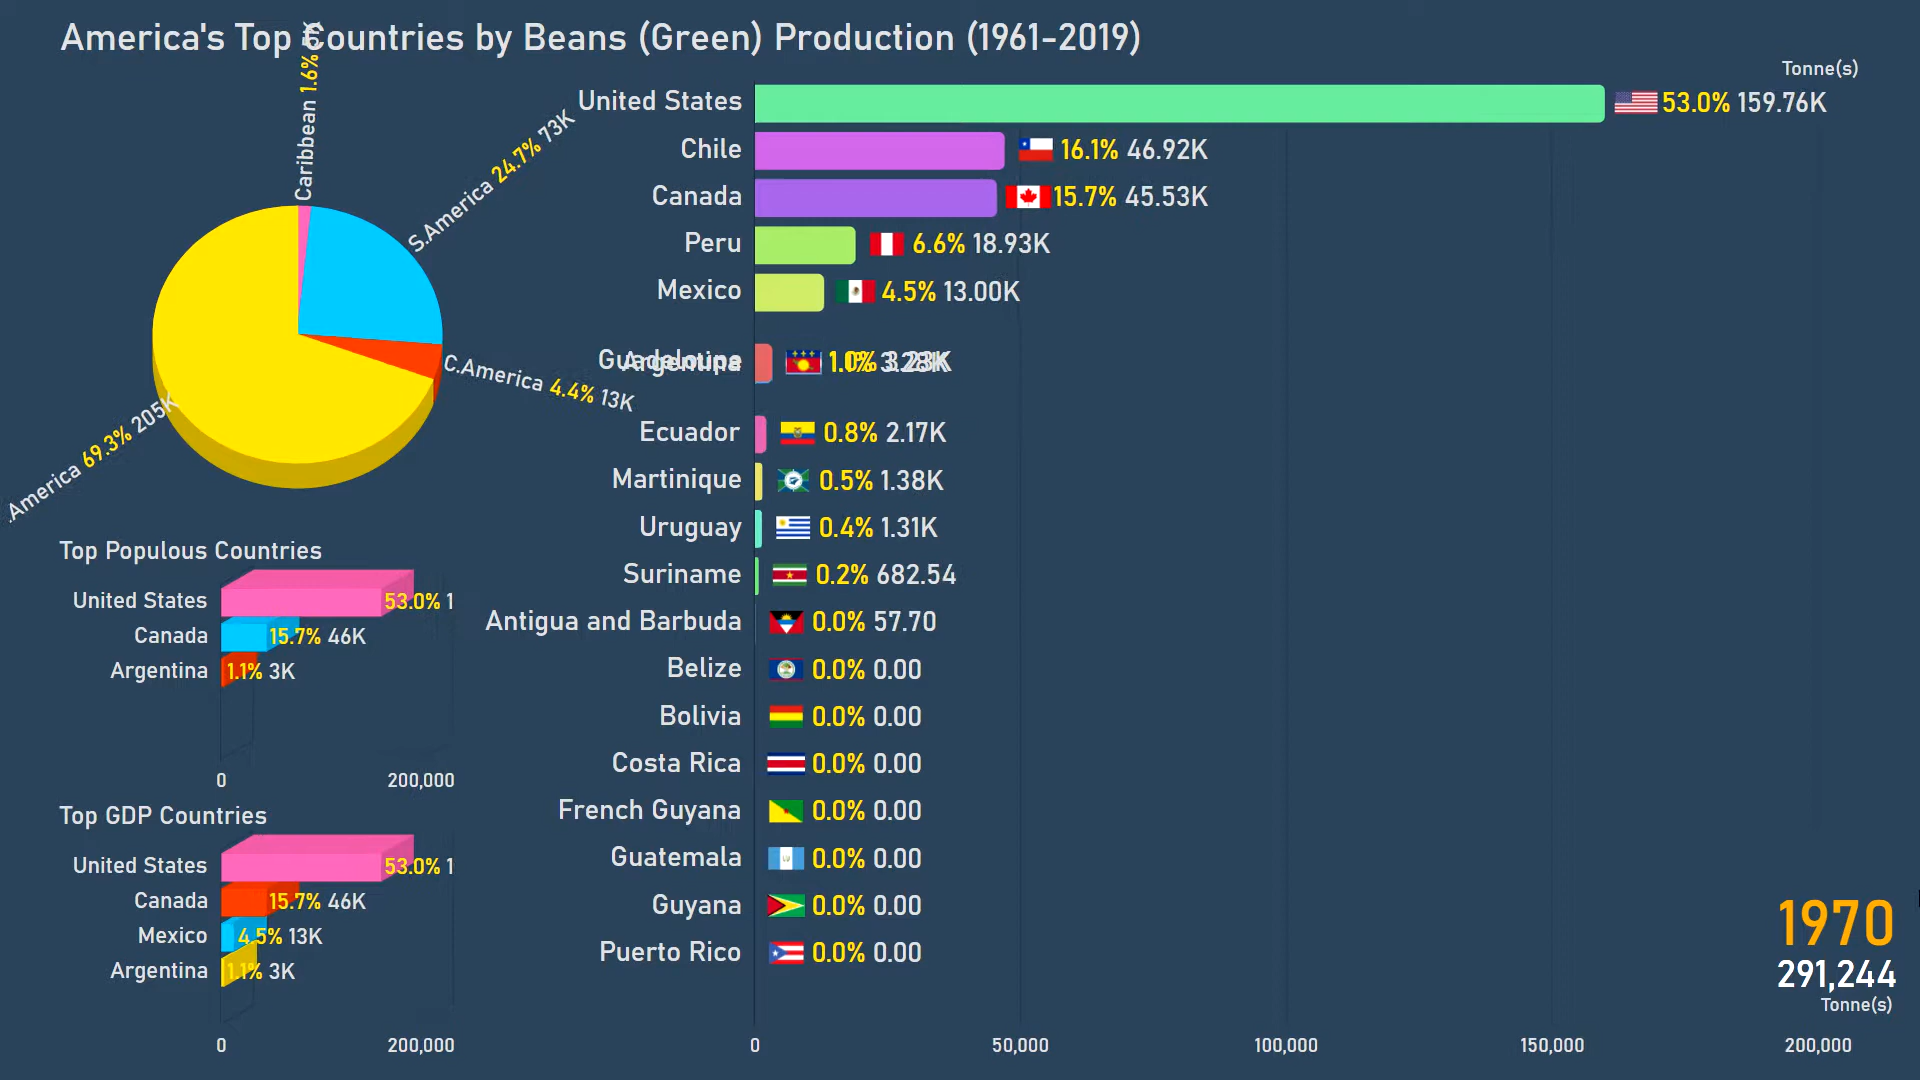 America's Top Countries by Beans (Green) Production (1961-2019)
Tonne(s)
Caribbean 1.6% 5K
S.America 24.7% 73K
C.America 4.4% 13K
.America 69.3% 205K
United States 53.0% 159.76K
Chile 16.1% 46.92K
Canada 15.7% 45.53K
Peru 6.6% 18.93K
Mexico 4.5% 13.00K
Guadeloupe
Argentina
Ecuador 0.8% 2.17K
Martinique 0.5% 1.38K
Uruguay 0.4% 1.31K
Suriname 0.2% 682.54
Antigua and Barbuda 0.0% 57.70
Belize 0.0% 0.00
Bolivia 0.0% 0.00
Costa Rica 0.0% 0.00
French Guyana 0.0% 0.00
Guatemala 0.0% 0.00
Guyana 0.0% 0.00
Puerto Rico 0.0% 0.00
0 50,000 100,000 150,000 200,000
Top Populous Countries
United States 53.0% 1
Canada 15.7% 46K
Argentina 1.1% 3K
0 200,000
Top GDP Countries
United States 53.0% 1
Canada 15.7% 46K
Mexico 4.5% 13K
Argentina 1.1% 3K
0 200,000
1970
291,244
Tonne(s)